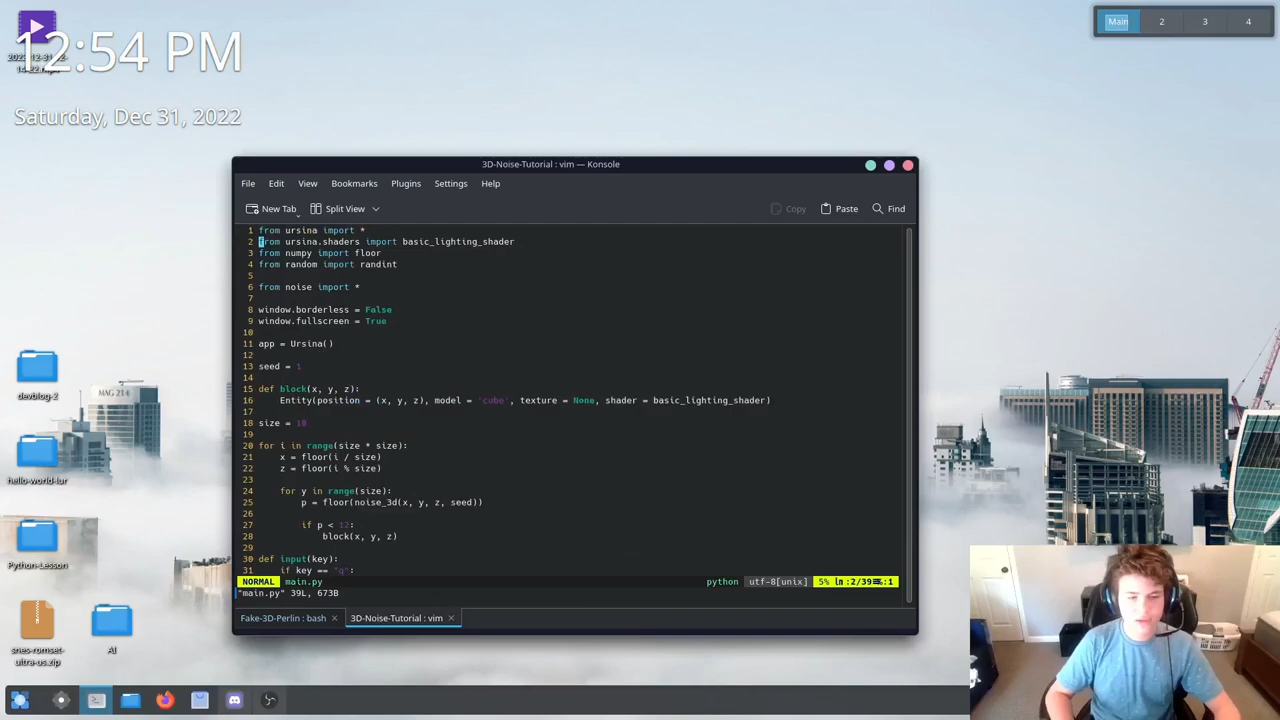 12:54 PM
Saturday, Dec 31, 2022
Main 2 3 4
3D-Noise-Tutorial : vim — Konsole
File Edit View Bookmarks Plugins Settings Help
New Tab Split View Copy Paste Find
1 from ursina import *
2 from ursina.shaders import basic_lighting_shader
3 from numpy import floor
4 from random import randint
5
6 from noise import *
7
8 window.borderless = False
9 window.fullscreen = True
10
11 app = Ursina()
12
13 seed = 1
14
15 def block(x, y, z):
16 Entity(position = (x, y, z), model = 'cube', texture = None, shader = basic_lighting_shader)
17
18 size = 10
19
20 for i in range(size * size):
21 x = floor(i / size)
22 z = floor(i % size)
23
24 for y in range(size):
25 p = floor(noise_3d(x, y, z, seed))
26
27 if p < 12:
28 block(x, y, z)
29
30 def input(key):
31 if key == "q":
NORMAL main.py python utf-8[unix] 5% ln:2/39
"main.py" 39L, 673B
Fake-3D-Perlin : bash 3D-Noise-Tutorial : vim
devblog-2
MAG 214
hello-world-lur
Python-Lesson
snes-romset-
ultra-us.zip
AI